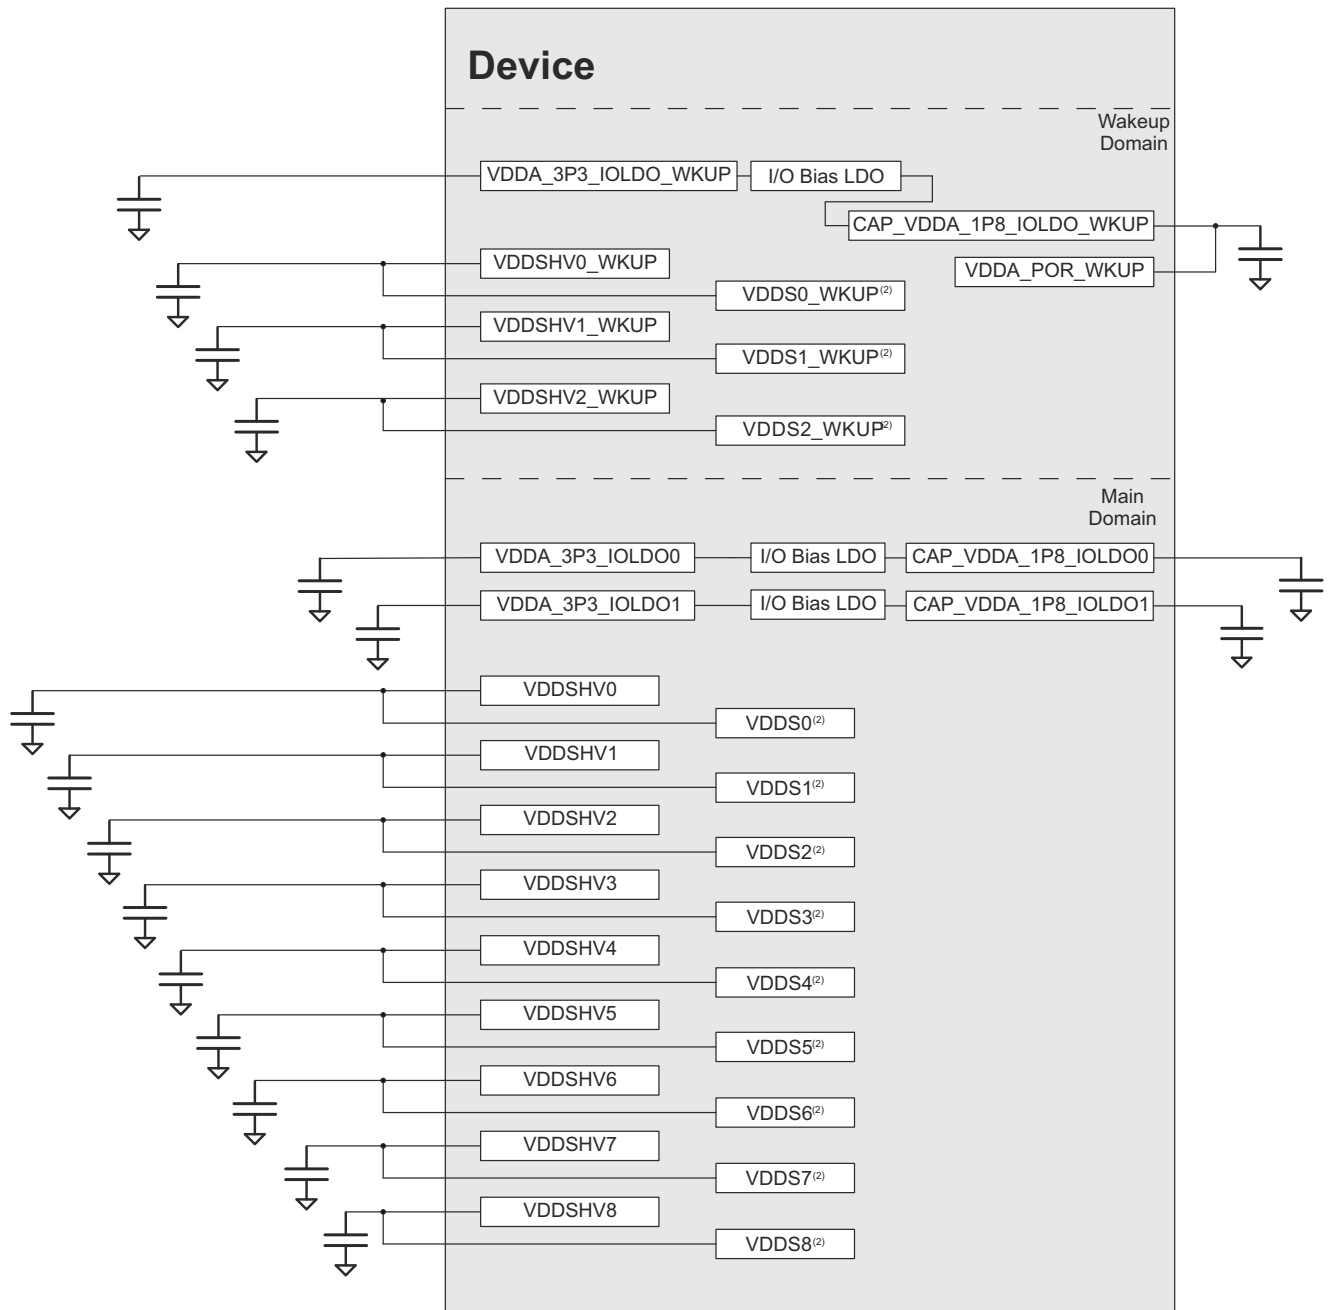 Device
Wakeup
Domain
VDDA_3P3_IOLDO_WKUP
I/O Bias LDO
CAP_VDDA_1P8_IOLDO_WKUP
VDDSHV0_WKUP
VDDA_POR_WKUP
VDDS0_WKUP(2)
VDDSHV1_WKUP
VDDS1_WKUP(2)
VDDSHV2_WKUP
VDDS2_WKUP2)
Main
Domain
VDDA_3P3_IOLDO0
I/O Bias LDO
CAP_VDDA_1P8_IOLDO0
VDDA_3P3_IOLDO1
I/O Bias LDO
CAP_VDDA_1P8_IOLDO1
VDDSHV0
VDDS0(2)
VDDSHV1
VDDS1(2)
VDDSHV2
VDDS2(2)
VDDSHV3
VDDS3(2)
VDDSHV4
VDDS4(2)
VDDSHV5
VDDS5(2)
VDDSHV6
VDDS6(2)
VDDSHV7
VDDS7(2)
VDDSHV8
VDDS8(2)